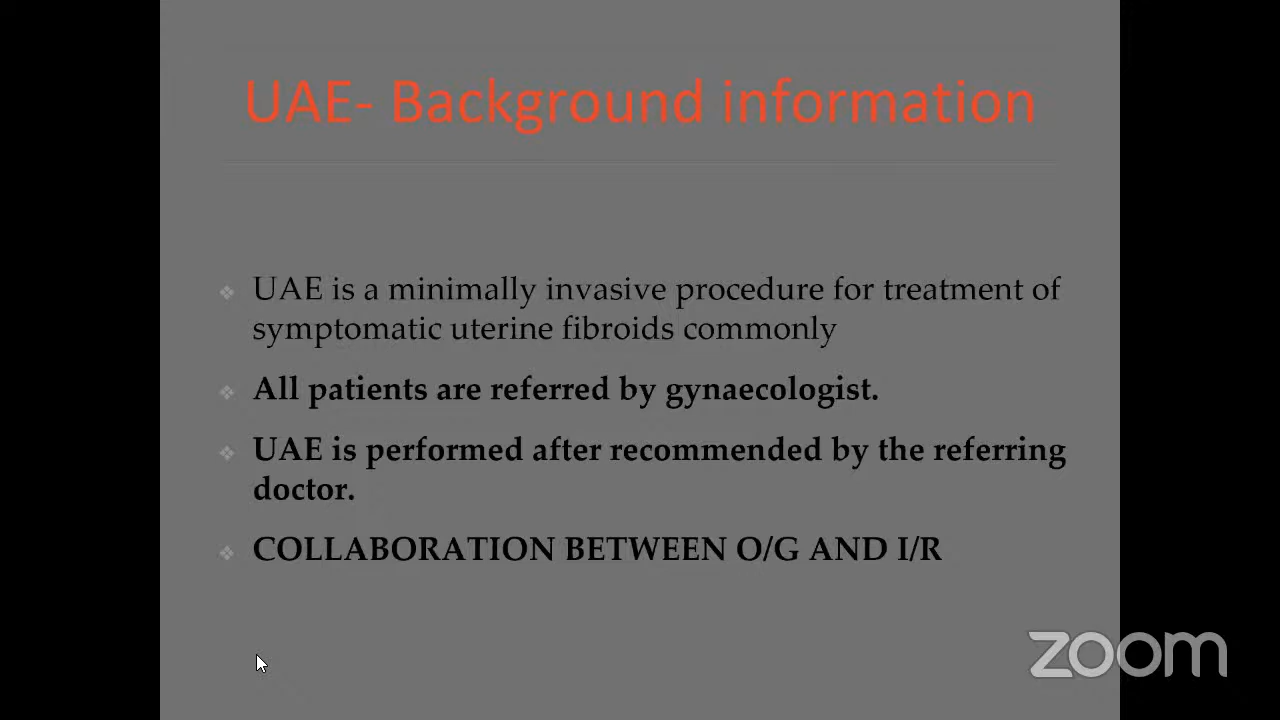 UAE- Background information
UAE is a minimally invasive procedure for treatment of
symptomatic uterine fibroids commonly
All patients are referred by gynaecologist.
UAE is performed after recommended by the referring
doctor.
COLLABORATION BETWEEN O/G AND I/R
zoom